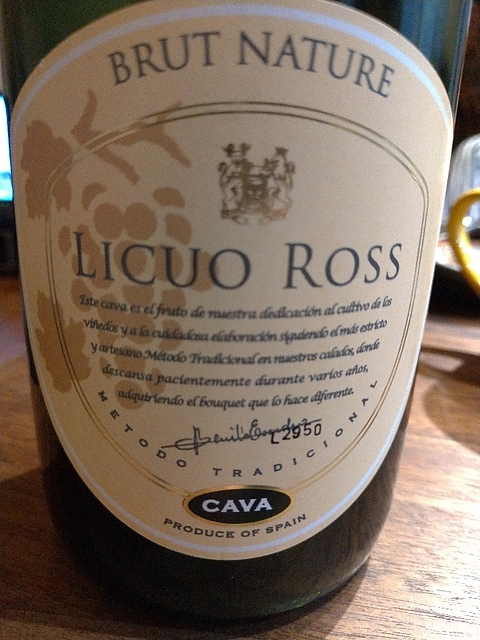 BRUT NATURE
LICUO ROSS
Este cava es el fruto de nuestra dedicación al cultivo de los
viñedos y a la cuidadosa elaboración siguiendo el más estricto
y artesano Método Tradicional en nuestros calados, donde
descansa pacientemente durante varios años,
adquiriendo el bouquet que lo hace diferente.
L2950
METODO TRADICIONAL
CAVA
PRODUCE OF SPAIN